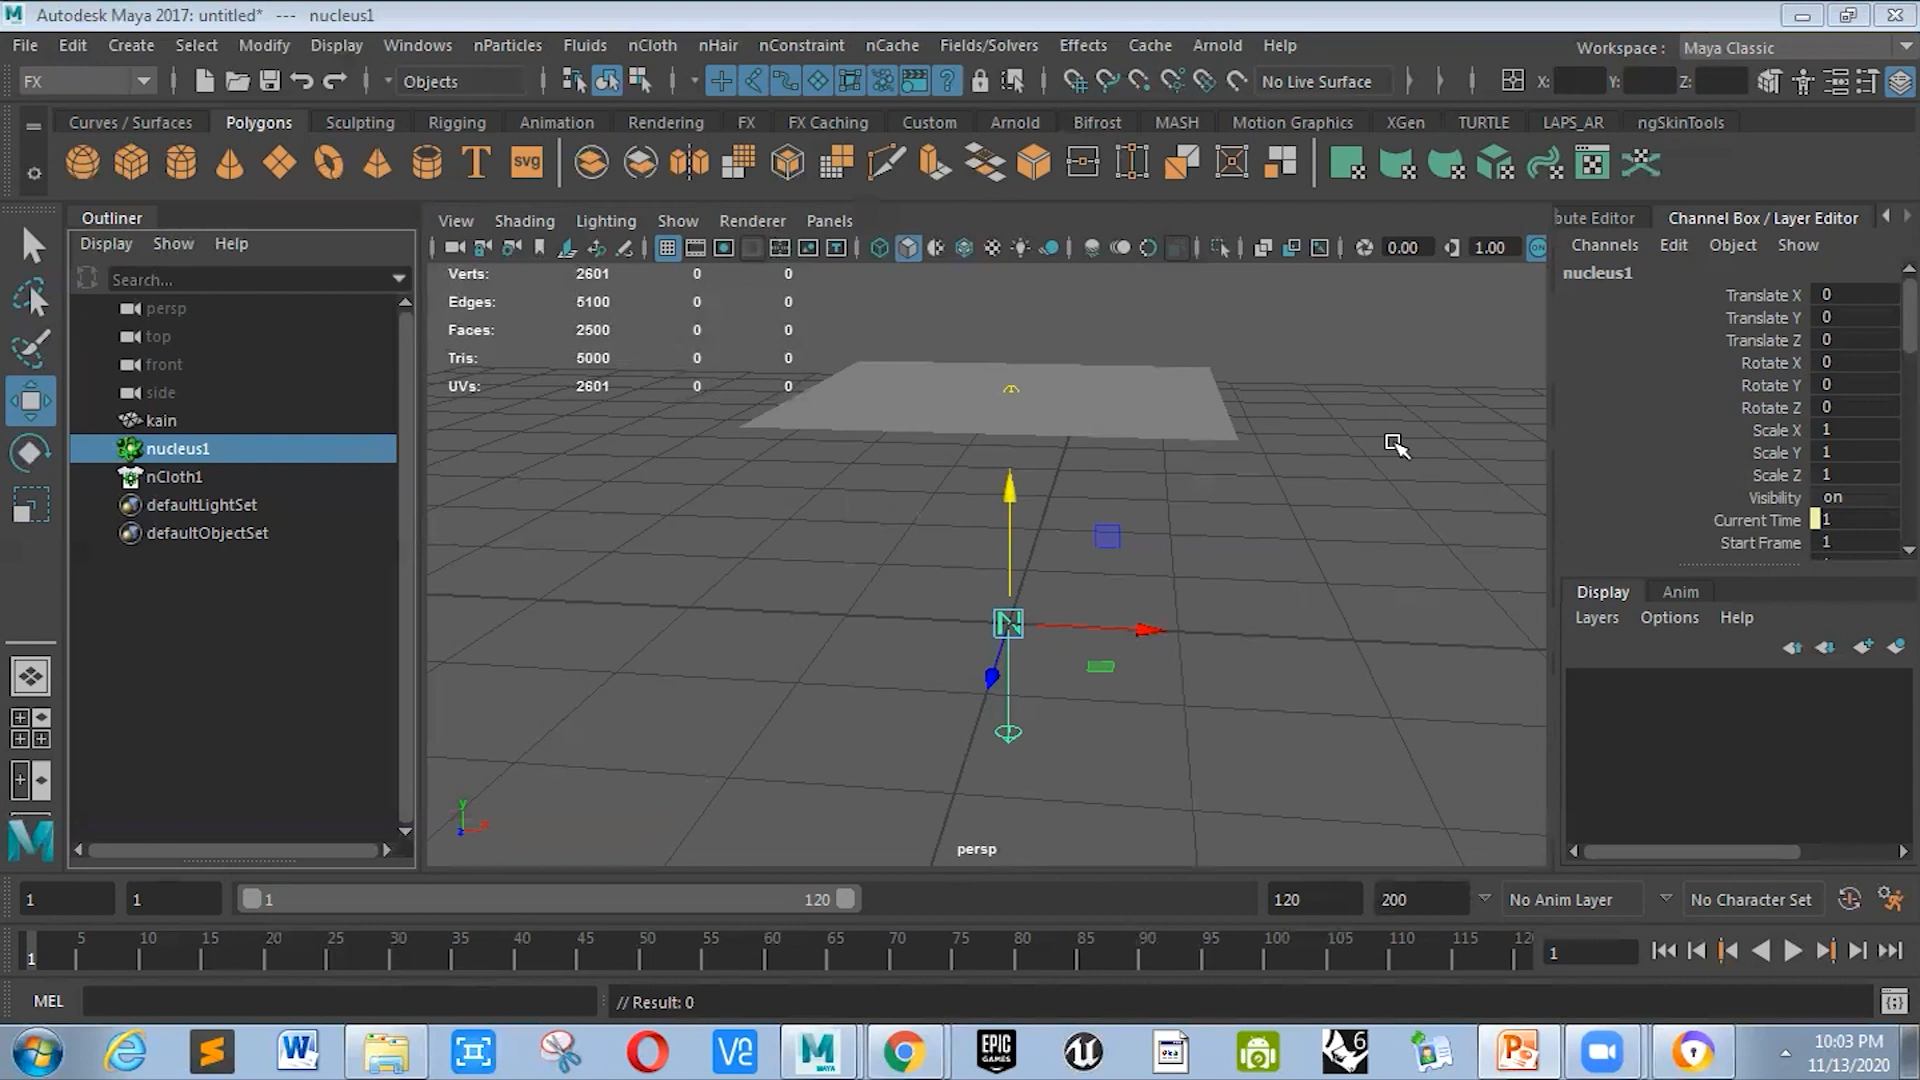 Autodesk Maya 2017: untitled* --- nucleus1
File Edit Create Select Modify Display Windows nParticles Fluids nCloth nHair nConstraint nCache Fields/Solvers Effects Cache Arnold Help Workspace : Maya Classic
FX Objects No Live Surface X: Y: Z:
Curves / Surfaces Polygons Sculpting Rigging Animation Rendering FX FX Caching Custom Arnold Bifrost MASH Motion Graphics XGen TURTLE LAPS_AR ngSkinTools
T svg
Outliner
Display Show Help
Search...
persp
top
front
side
kain
nucleus1
nCloth1
defaultLightSet
defaultObjectSet
View Shading Lighting Show Renderer Panels
0.00 1.00 ON
Verts: 2601 0 0
Edges: 5100 0 0
Faces: 2500 0 0
Tris: 5000 0 0
UVs: 2601 0 0
N
y
x
z
persp
bute Editor Channel Box / Layer Editor
Channels Edit Object Show
nucleus1
Translate X 0
Translate Y 0
Translate Z 0
Rotate X 0
Rotate Y 0
Rotate Z 0
Scale X 1
Scale Y 1
Scale Z 1
Visibility on
Current Time 1
Start Frame 1
Display Anim
Layers Options Help
1 1 1 120 120 200 No Anim Layer No Character Set
5 10 15 20 25 30 35 40 45 50 55 60 65 70 75 80 85 90 95 100 105 110 115 12
1 1
MEL // Result: 0
10:03 PM
11/13/2020
EPIC
GAMES
MAYA
6